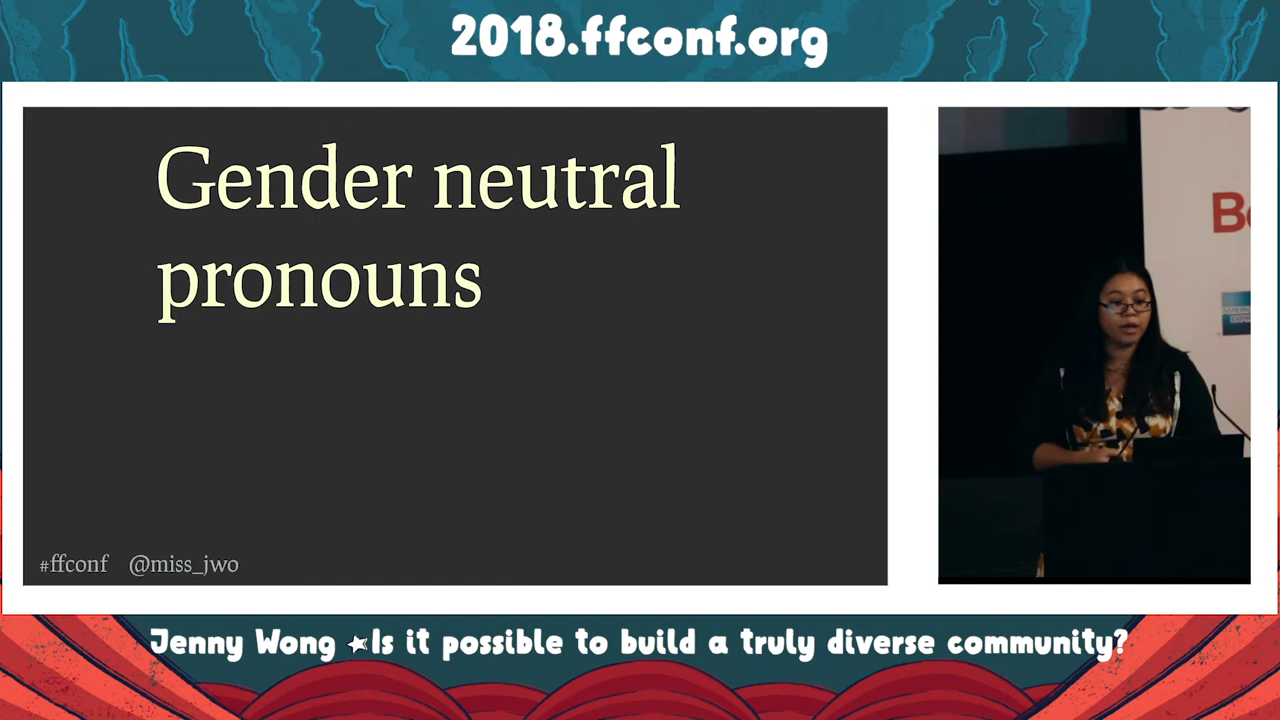 2018.ffconf.org
Gender neutral
pronouns
#ffconf @miss_jwo
Jenny Wong ★ Is it possible to build a truly diverse community?